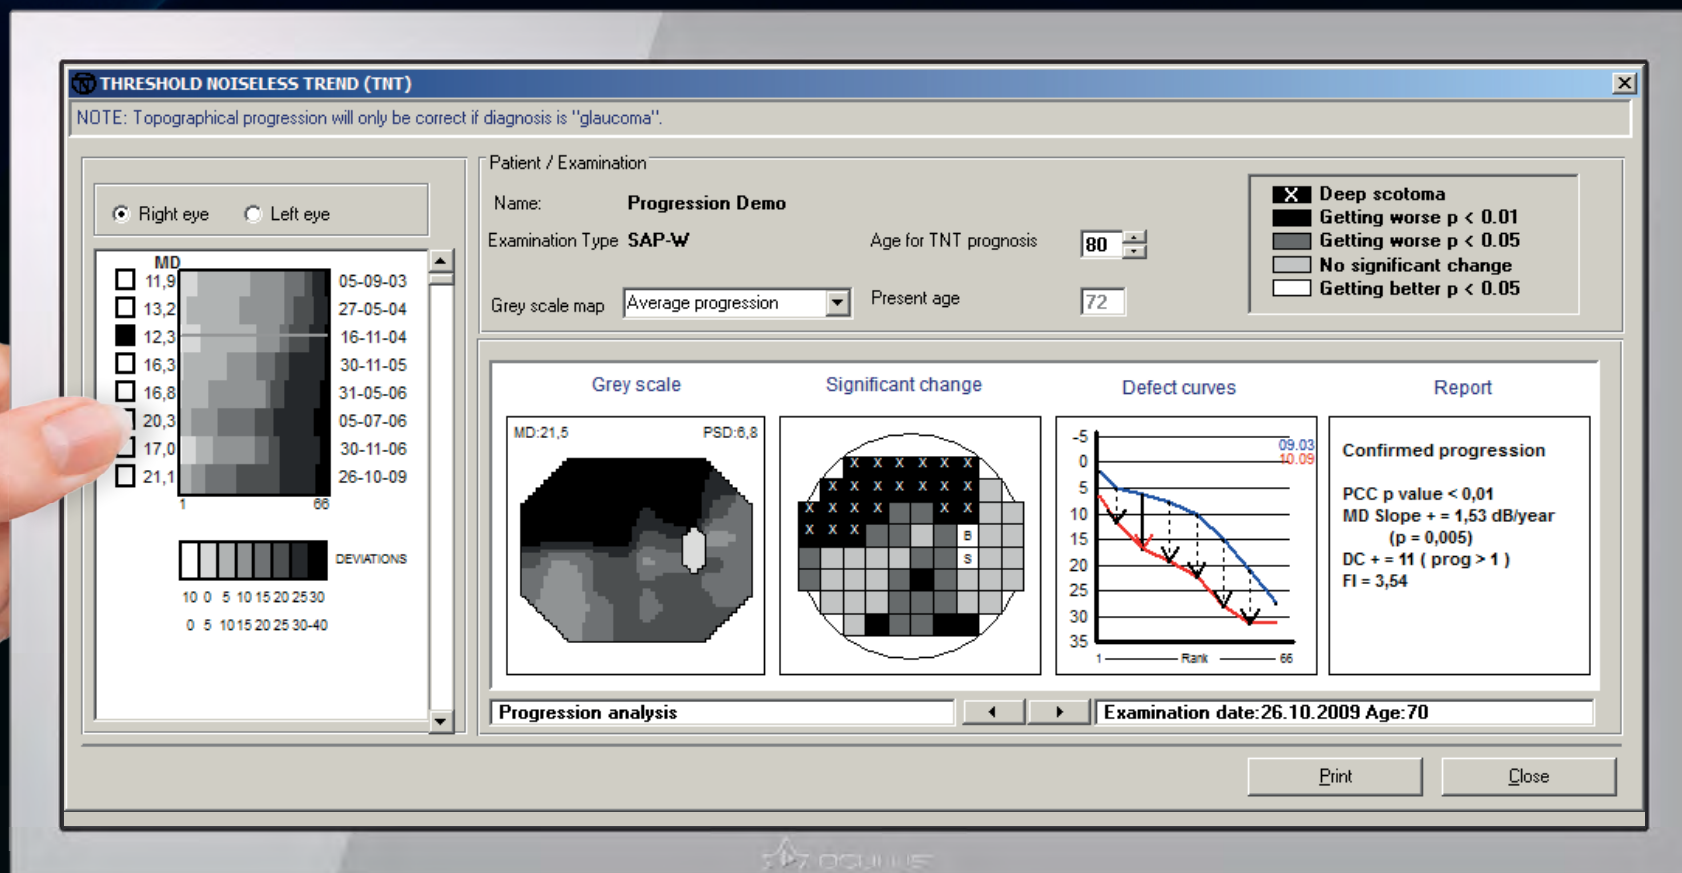 THRESHOLD NOISELESS TREND (TNT)
NOTE: Topographical progression will only be correct if diagnosis is "glaucoma".
Right eye Left eye
MD
11,9 05-09-03
13,2 27-05-04
12,3 16-11-04
16,3 30-11-05
16,8 31-05-06
20,3 05-07-06
17,0 30-11-06
21,1 26-10-09
1 66
DEVIATIONS
10 0 5 10 15 20 25 30
0 5 10 15 20 25 30-40
Patient / Examination
Name: Progression Demo
Examination Type SAP-W
Age for TNT prognosis 80
Grey scale map Average progression
Present age 72
X Deep scotoma
Getting worse p < 0.01
Getting worse p < 0.05
No significant change
Getting better p < 0.05
Grey scale
MD:21,5 PSD:6,8
Significant change
X X X X X X
X X X X X X X
X X X X X X
X X X B
S
Defect curves
-5
0
5
10
15
20
25
30
35
09.03
10.09
1 Rank 66
Report
Confirmed progression
PCC p value < 0,01
MD Slope + = 1,53 dB/year
(p = 0,005)
DC + = 11 ( prog > 1 )
FI = 3,54
Progression analysis
Examination date:26.10.2009 Age:70
Print
Close
OCULUS